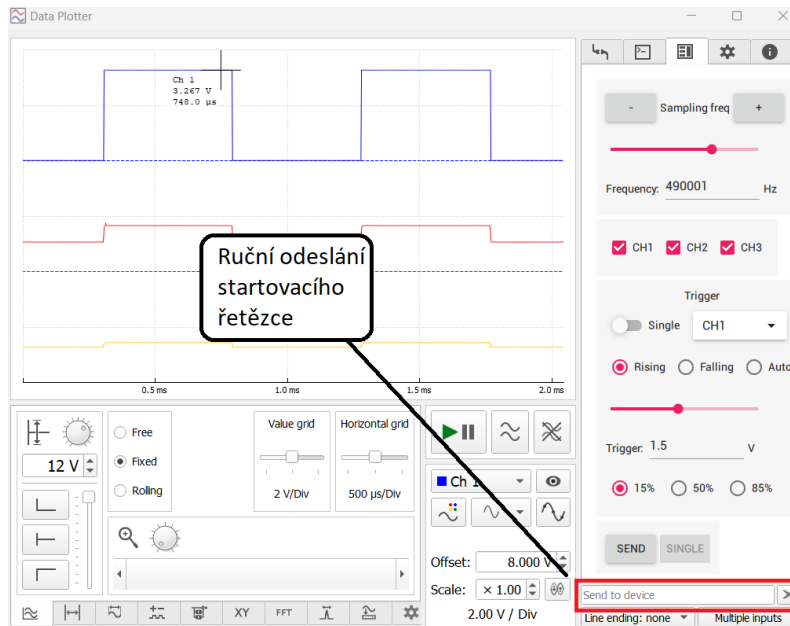 Data Plotter
Ch 1
3.267 V
748.0 µs
Ruční odeslání
startovacího
řetězce
0.5 ms
1.0 ms
1.5 ms
2.0 ms
12 V
Free
Fixed
Rolling
Value grid
2 V/Div
Horizontal grid
500 µs/Div
XY
FFT
Ch 1
Offset:
8.000 V
Scale:
× 1.00
2.00 V / Div
-
Sampling freq
+
Frequency:
490001
Hz
CH1
CH2
CH3
Trigger
Single
CH1
Rising
Falling
Auto
Trigger:
1.5
V
15%
50%
85%
SEND
SINGLE
Send to device
Line ending: none
Multiple inputs